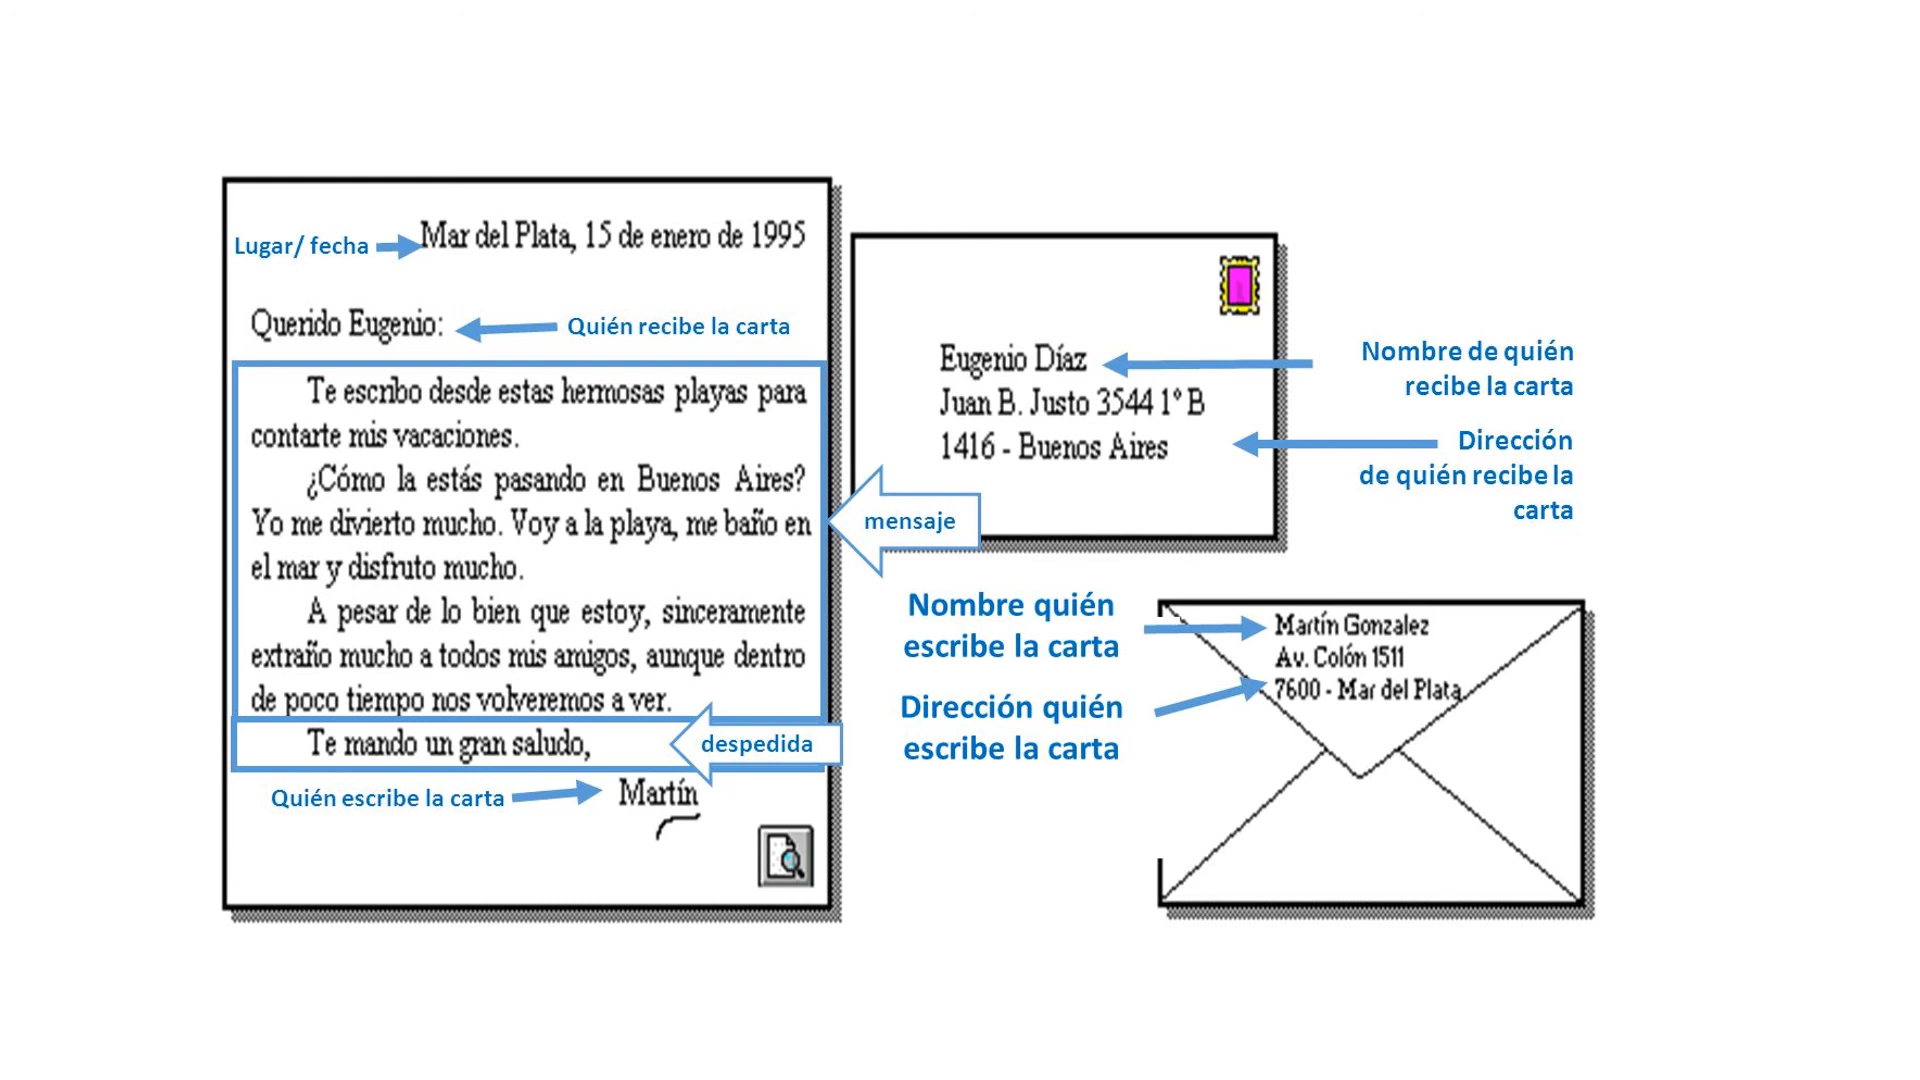 Lugar/ fecha
Mar del Plata, 15 de enero de 1995
Querido Eugenio:
Quién recibe la carta
Te escribo desde estas hermosas playas para
contarte mis vacaciones.
¿Cómo la estás pasando en Buenos Aires?
Yo me divierto mucho. Voy a la playa, me baño en
el mar y disfruto mucho.
A pesar de lo bien que estoy, sinceramente
extraño mucho a todos mis amigos, aunque dentro
de poco tiempo nos volveremos a ver.
mensaje
Te mando un gran saludo,
despedida
Quién escribe la carta
Martín
Eugenio Díaz
Juan B. Justo 3544 1º B
1416 - Buenos Aires
Nombre de quién
recibe la carta
Dirección
de quién recibe la
carta
Nombre quién
escribe la carta
Dirección quién
escribe la carta
Martín Gonzalez
Av. Colón 1511
7600 - Mar del Plata